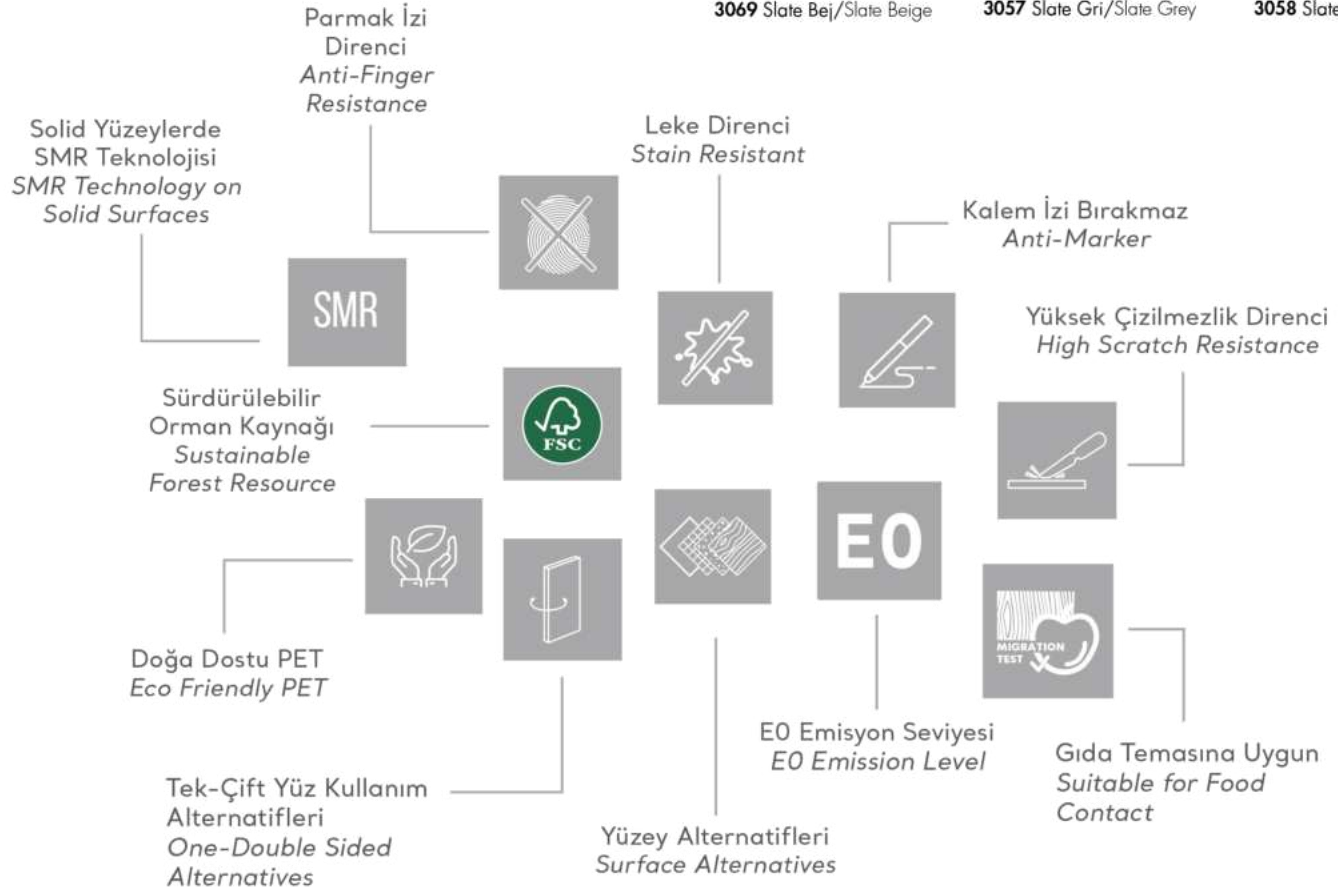 3069 Slate Bej/Slate Beige
3057 Slate Gri/Slate Grey
3058 Slate
Parmak İzi
Direnci
Anti-Finger
Resistance
Solid Yüzeylerde
SMR Teknolojisi
SMR Technology on
Solid Surfaces
Leke Direnci
Stain Resistant
Kalem İzi Bırakmaz
Anti-Marker
SMR
Yüksek Çizilmezlik Direnci
High Scratch Resistance
Sürdürülebilir
Orman Kaynağı
Sustainable
Forest Resource
FSC
E0
MIGRATION
TEST
Doğa Dostu PET
Eco Friendly PET
E0 Emisyon Seviyesi
E0 Emission Level
Gıda Temasına Uygun
Suitable for Food
Contact
Tek-Çift Yüz Kullanım
Alternatifleri
One-Double Sided
Alternatives
Yüzey Alternatifleri
Surface Alternatives